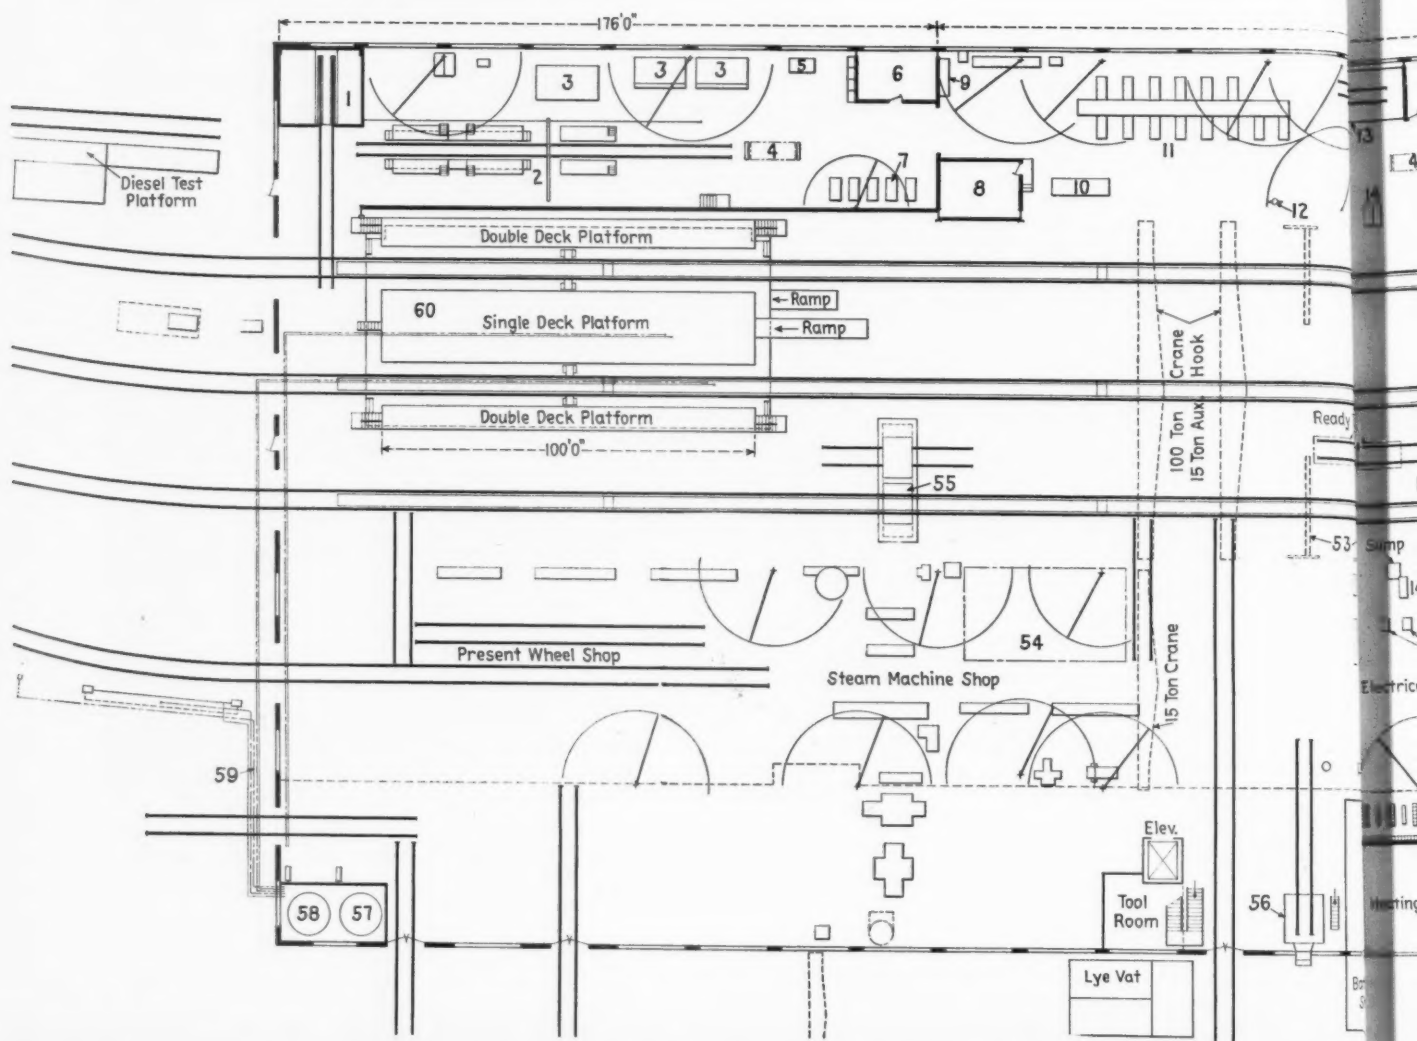 176'0"
1
3
3
3
5
6
9
11
13
2
4
7
8
10
12
14
4
Diesel Test
Platform
Double Deck Platform
60
Single Deck Platform
Ramp
Ramp
Double Deck Platform
100'0"
100 Ton Crane
15 Ton Aux. Hook
Ready
55
53
Sump
54
Present Wheel Shop
Steam Machine Shop
15 Ton Crane
59
Elev.
Tool
Room
56
58
57
Lye Vat